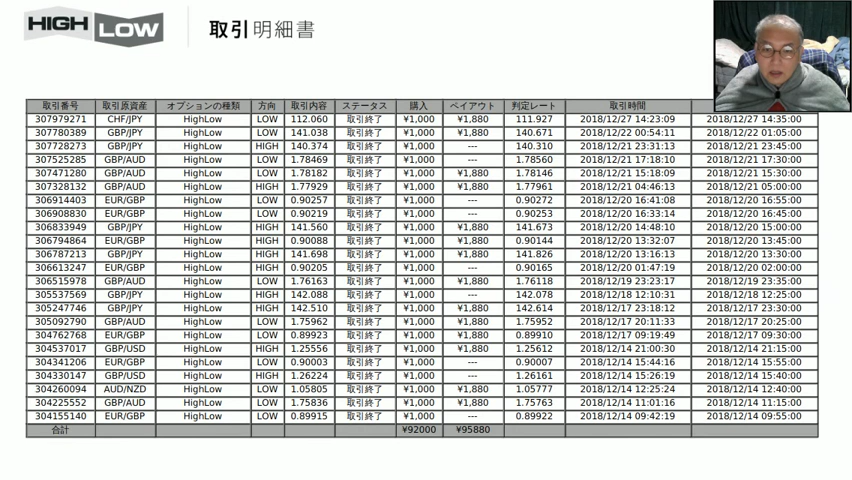 HIGH LOW 取引明細書
取引番号 取引原資産 オプションの種類 方向 取引内容 ステータス 購入 ペイアウト 判定レート 取引時間
307979271 CHF/JPY HighLow LOW 112.060 取引終了 ¥1,000 ¥1,880 111.927 2018/12/27 14:23:09 2018/12/27 14:35:00
307780389 GBP/JPY HighLow LOW 141.038 取引終了 ¥1,000 ¥1,880 140.671 2018/12/22 00:54:11 2018/12/22 01:05:00
307728273 GBP/JPY HighLow HIGH 140.374 取引終了 ¥1,000 --- 140.310 2018/12/21 23:31:13 2018/12/21 23:45:00
307525285 GBP/AUD HighLow LOW 1.78469 取引終了 ¥1,000 --- 1.78560 2018/12/21 17:18:10 2018/12/21 17:30:00
307471280 GBP/AUD HighLow LOW 1.78182 取引終了 ¥1,000 ¥1,880 1.78146 2018/12/21 15:18:09 2018/12/21 15:30:00
307328132 GBP/AUD HighLow HIGH 1.77929 取引終了 ¥1,000 ¥1,880 1.77961 2018/12/21 04:46:13 2018/12/21 05:00:00
306914403 EUR/GBP HighLow LOW 0.90257 取引終了 ¥1,000 --- 0.90272 2018/12/20 16:41:08 2018/12/20 16:55:00
306908830 EUR/GBP HighLow LOW 0.90219 取引終了 ¥1,000 --- 0.90253 2018/12/20 16:33:14 2018/12/20 16:45:00
306833949 GBP/JPY HighLow HIGH 141.560 取引終了 ¥1,000 ¥1,880 141.673 2018/12/20 14:48:10 2018/12/20 15:00:00
306794864 EUR/GBP HighLow HIGH 0.90088 取引終了 ¥1,000 ¥1,880 0.90144 2018/12/20 13:32:07 2018/12/20 13:45:00
306787213 GBP/JPY HighLow HIGH 141.698 取引終了 ¥1,000 ¥1,880 141.826 2018/12/20 13:16:13 2018/12/20 13:30:00
306613247 EUR/GBP HighLow HIGH 0.90205 取引終了 ¥1,000 --- 0.90165 2018/12/20 01:47:19 2018/12/20 02:00:00
306515978 GBP/AUD HighLow LOW 1.76163 取引終了 ¥1,000 ¥1,880 1.76118 2018/12/19 23:23:17 2018/12/19 23:35:00
305537569 GBP/JPY HighLow HIGH 142.088 取引終了 ¥1,000 --- 142.078 2018/12/18 12:10:31 2018/12/18 12:25:00
305247746 GBP/JPY HighLow HIGH 142.510 取引終了 ¥1,000 ¥1,880 142.614 2018/12/17 23:18:12 2018/12/17 23:30:00
305092790 GBP/AUD HighLow LOW 1.75962 取引終了 ¥1,000 ¥1,880 1.75952 2018/12/17 20:11:33 2018/12/17 20:25:00
304762768 EUR/GBP HighLow LOW 0.89923 取引終了 ¥1,000 ¥1,880 0.89910 2018/12/17 09:19:49 2018/12/17 09:30:00
304537017 GBP/USD HighLow HIGH 1.25556 取引終了 ¥1,000 ¥1,880 1.25612 2018/12/14 21:00:30 2018/12/14 21:15:00
304341206 EUR/GBP HighLow LOW 0.90003 取引終了 ¥1,000 --- 0.90007 2018/12/14 15:44:16 2018/12/14 15:55:00
304330147 GBP/USD HighLow HIGH 1.26224 取引終了 ¥1,000 --- 1.26161 2018/12/14 15:26:19 2018/12/14 15:40:00
304260094 AUD/NZD HighLow LOW 1.05805 取引終了 ¥1,000 ¥1,880 1.05777 2018/12/14 12:25:24 2018/12/14 12:40:00
304225552 GBP/AUD HighLow LOW 1.75836 取引終了 ¥1,000 ¥1,880 1.75763 2018/12/14 11:01:16 2018/12/14 11:15:00
304155140 EUR/GBP HighLow LOW 0.89915 取引終了 ¥1,000 --- 0.89922 2018/12/14 09:42:19 2018/12/14 09:55:00
合計 ¥92000 ¥95880